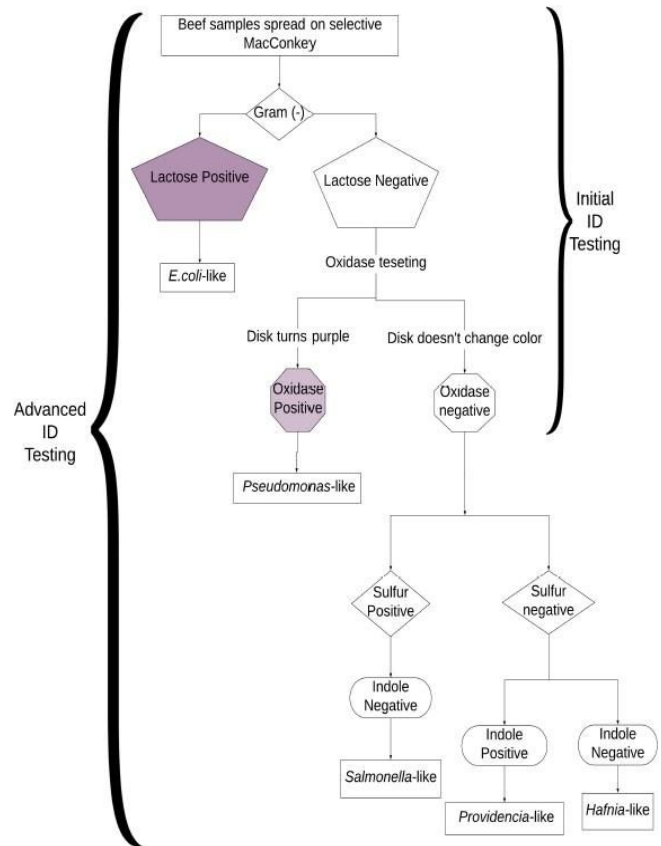 Beef samples spread on selective
MacConkey
Gram (-)
Lactose Positive
Lactose Negative
Initial
ID
Testing
E.coli-like
Oxidase teseting
Disk turns purple
Disk doesn't change color
Oxidase
Positive
Oxidase
negative
Advanced
ID
Testing
Pseudomonas-like
Sulfur
Positive
Sulfur
negative
Indole
Negative
Indole
Positive
Indole
Negative
Salmonella-like
Providencia-like
Hafnia-like